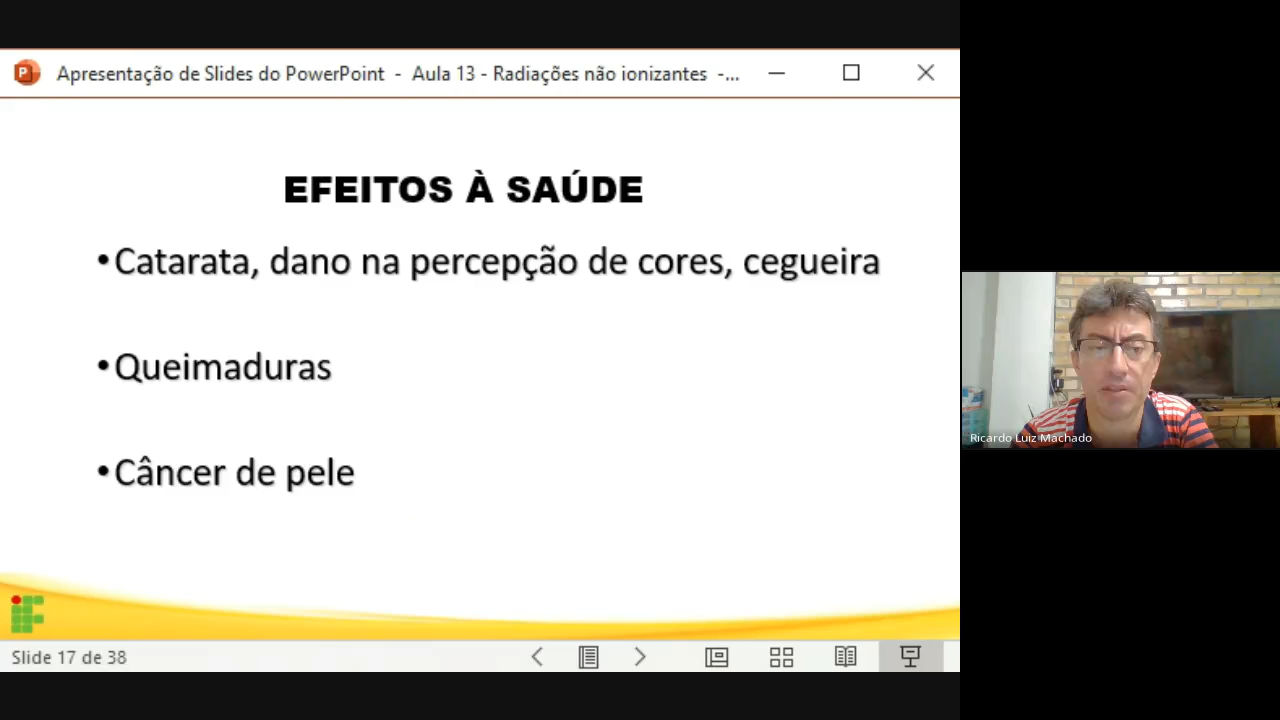 Apresentação de Slides do PowerPoint - Aula 13 - Radiações não ionizantes -...
EFEITOS À SAÚDE
•Catarata, dano na percepção de cores, cegueira
•Queimaduras
•Câncer de pele
Ricardo Luiz Machado
Slide 17 de 38